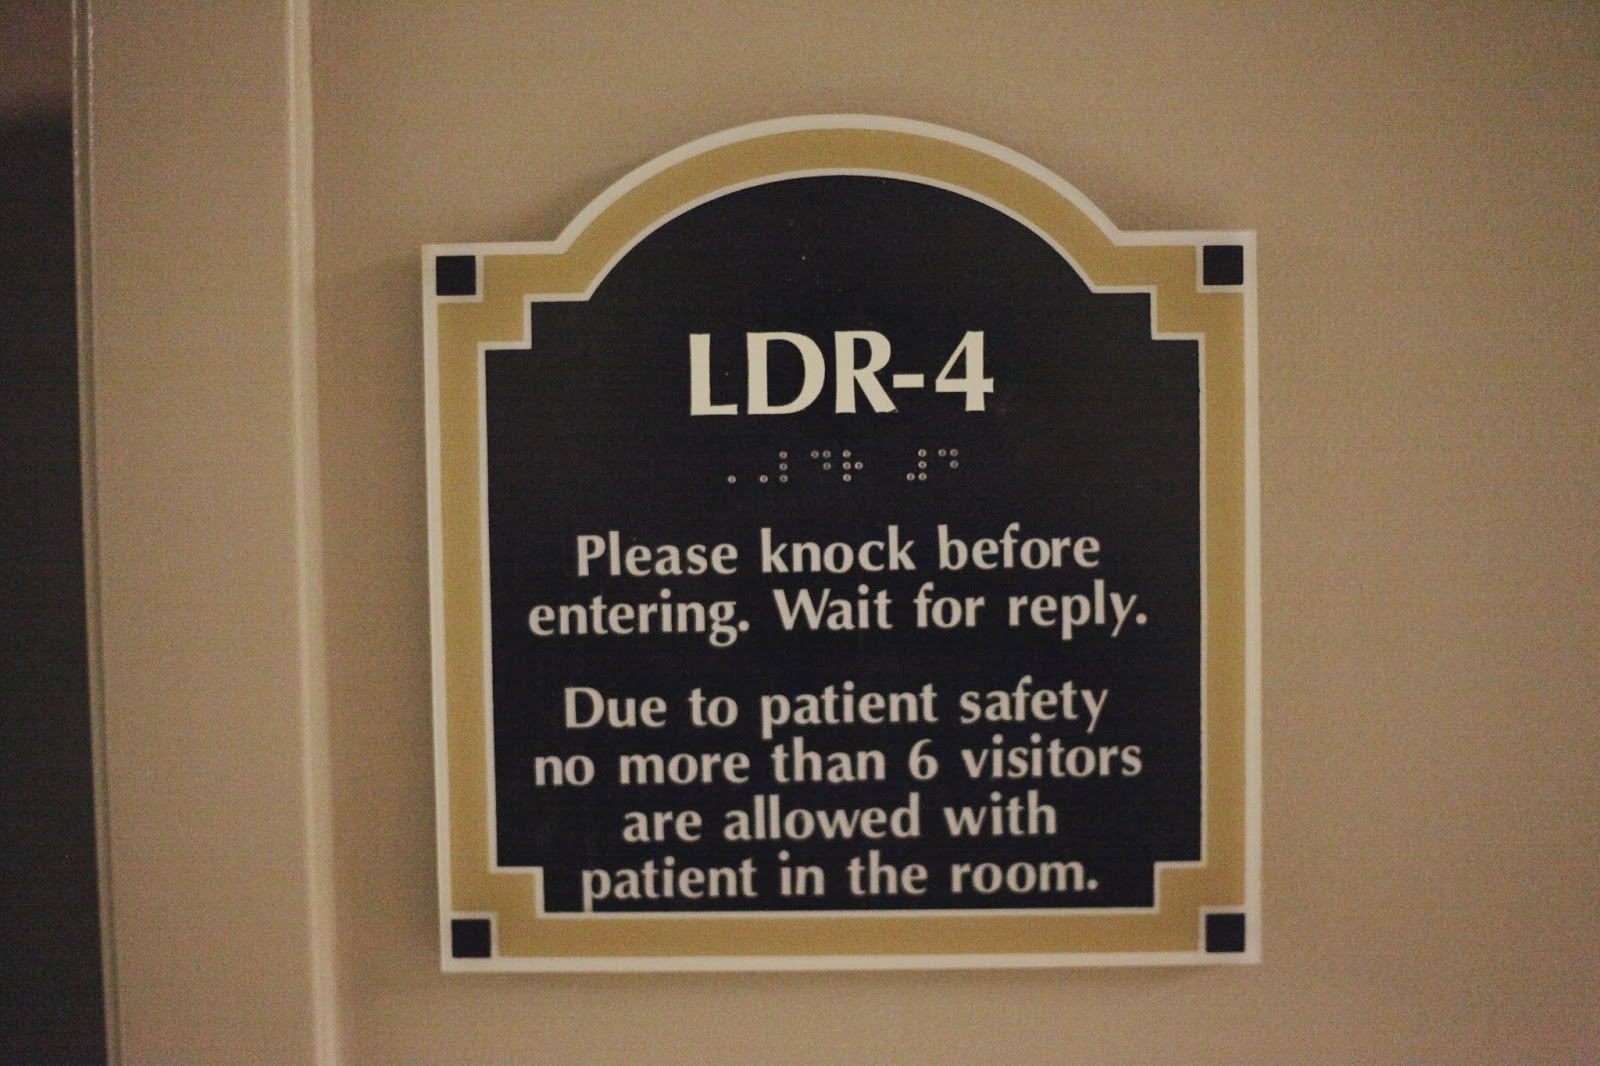 LDR-4
⠠⠠⠇⠙⠗ ⠼⠙
Please knock before
entering. Wait for reply.
Due to patient safety
no more than 6 visitors
are allowed with
patient in the room.